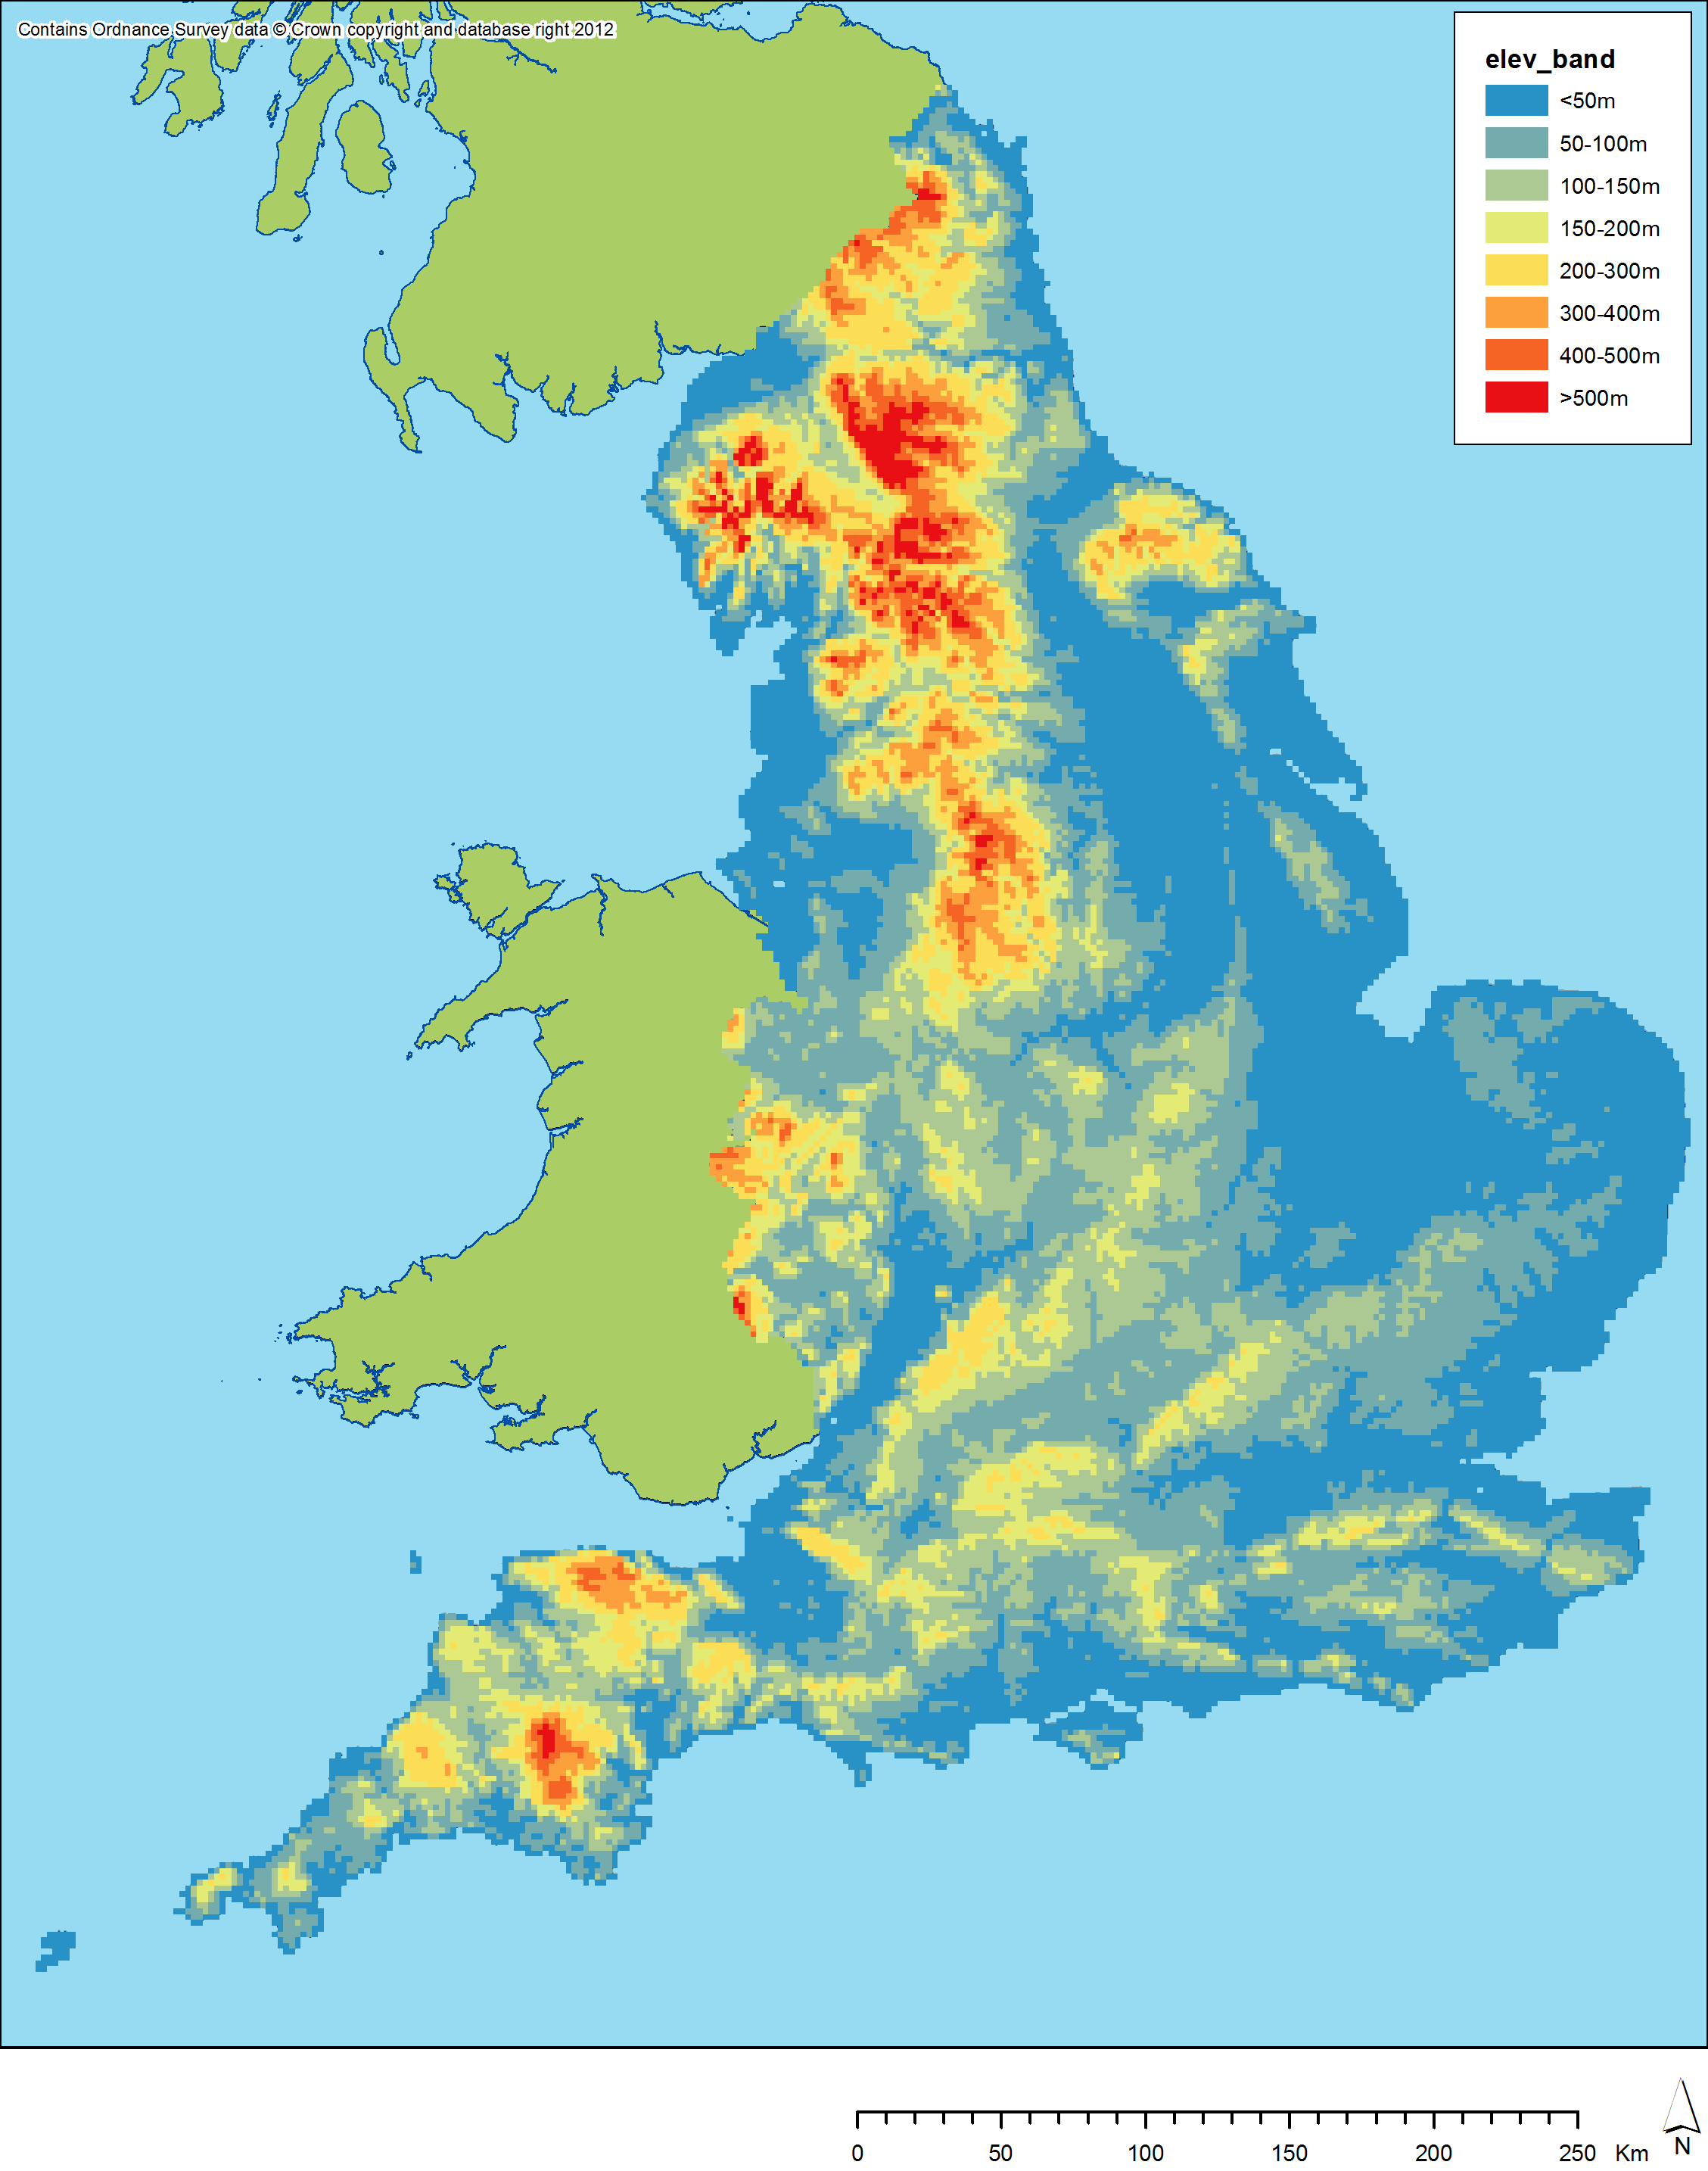 Contains Ordnance Survey data © Crown copyright and database right 2012
elev_band
<50m
50-100m
100-150m
150-200m
200-300m
300-400m
400-500m
>500m
0 50 100 150 200 250 Km
N